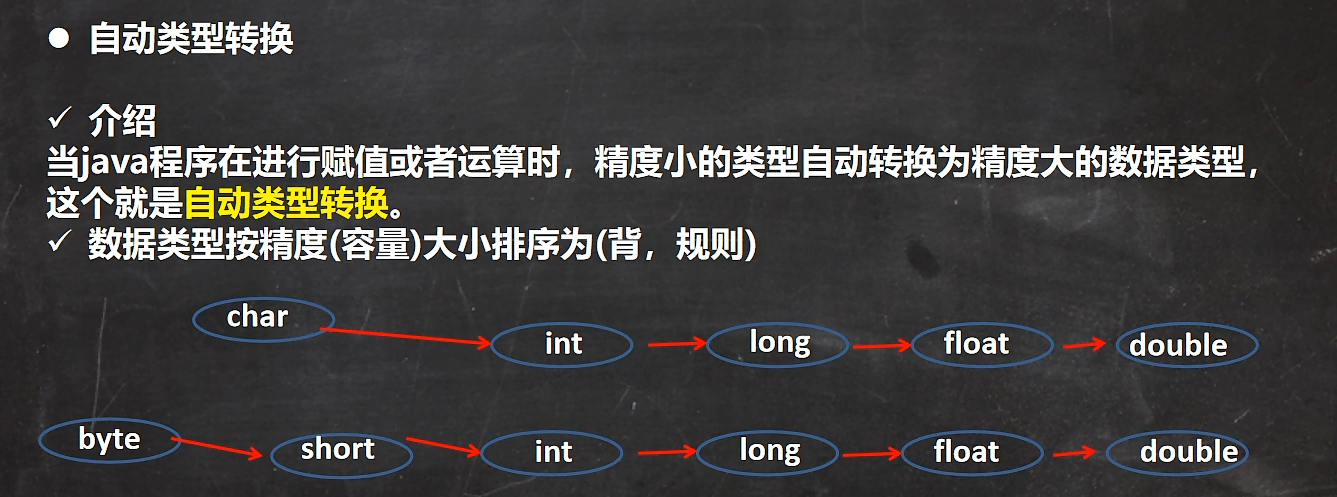 ● 自动类型转换
✓ 介绍
当java程序在进行赋值或者运算时，精度小的类型自动转换为精度大的数据类型，
这个就是自动类型转换。
✓ 数据类型按精度(容量)大小排序为(背，规则)
char int long float double
byte short int long float double